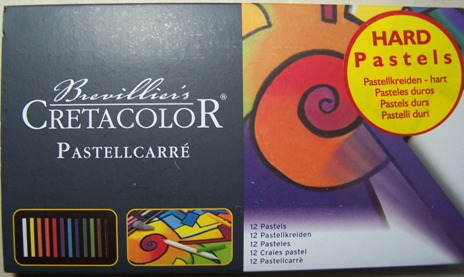 Brevillier's
CRETACOLOR®
PASTELLCARRÉ
HARD
Pastels
Pastellkreiden - hart
Pasteles duros
Pastels durs
Pastelli duri
12 Pastels
12 Pastellkreiden
12 Pasteles
12 Craies pastel
12 Pastellcarrè